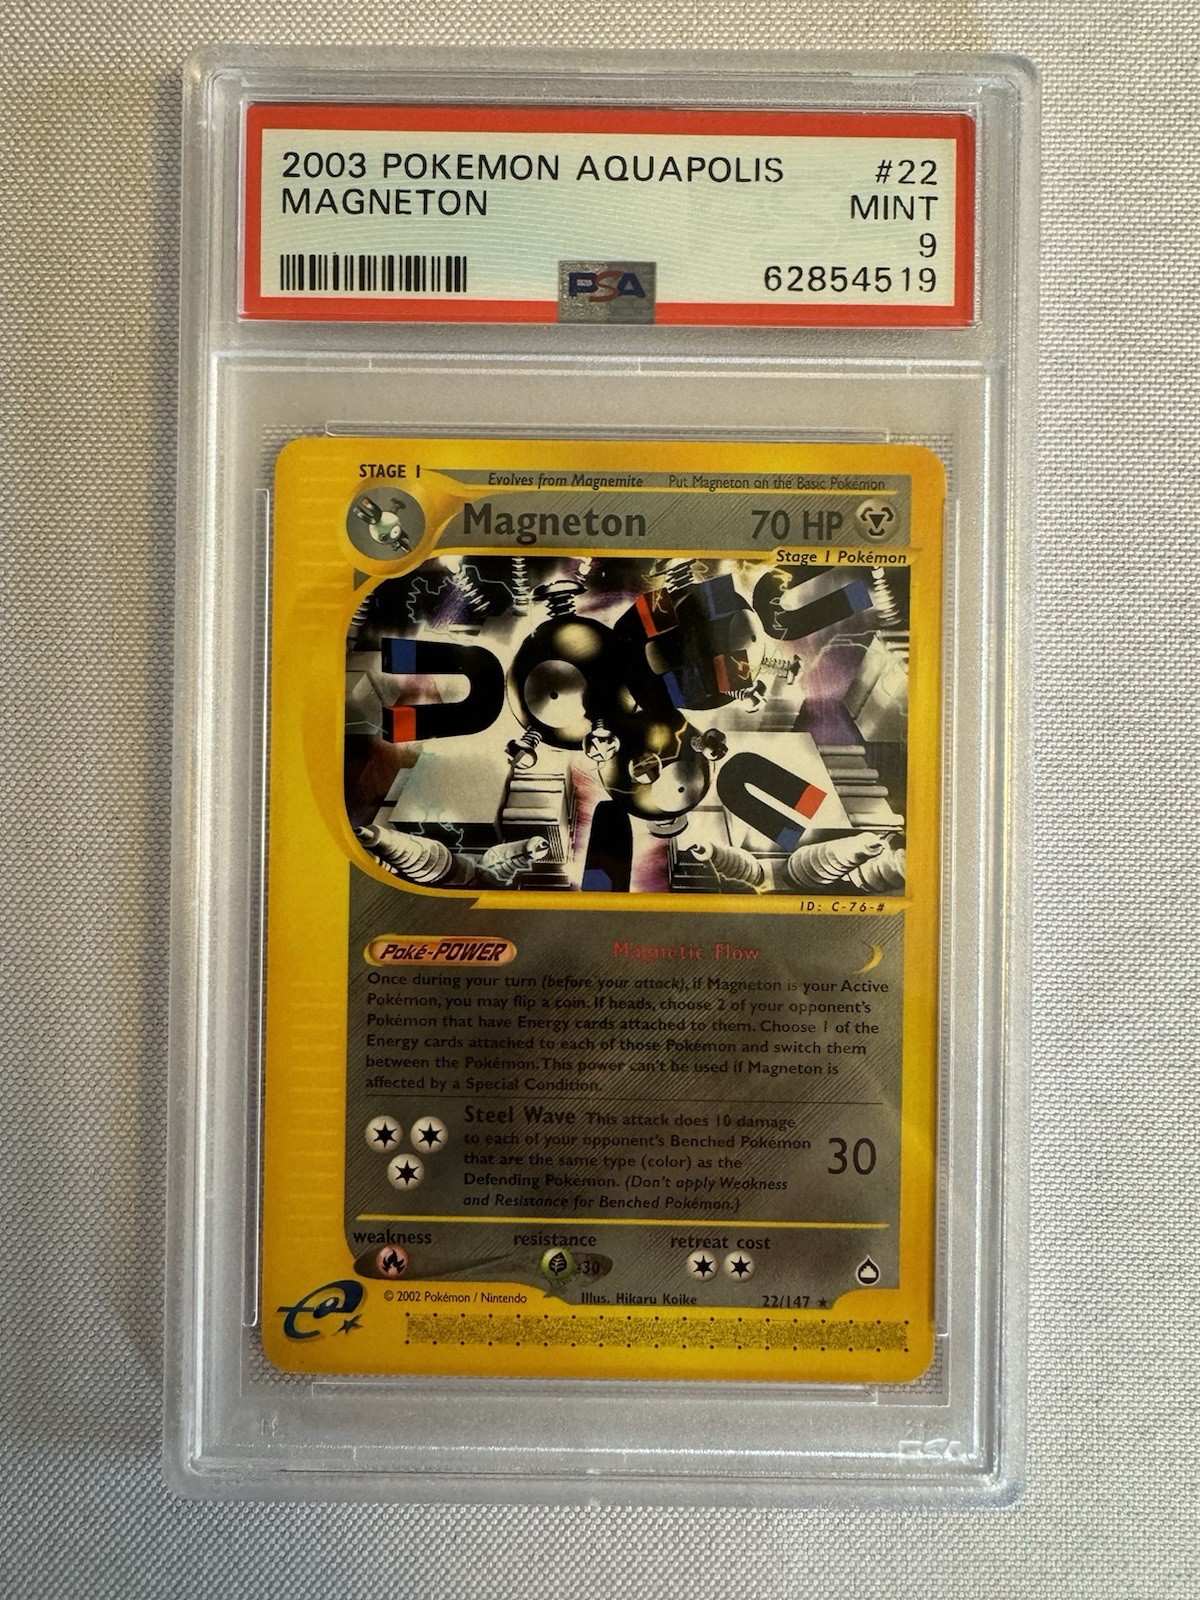 2003 POKEMON AQUAPOLIS #22
MAGNETON MINT
9
PSA 62854519
STAGE 1 Evolves from Magnemite Put Magneton on the Basic Pokémon
Magneton 70 HP
Stage 1 Pokémon
ID: C-76-#
Poké-POWER Magnetic Flow
Once during your turn (before your attack), if Magneton is your Active
Pokémon, you may flip a coin. If heads, choose 2 of your opponent's
Pokémon that have Energy cards attached to them. Choose 1 of the
Energy cards attached to each of those Pokémon and switch them
between the Pokémon. This power can't be used if Magneton is
affected by a Special Condition.
Steel Wave This attack does 10 damage
to each of your opponent's Benched Pokémon
that are the same type (color) as the
Defending Pokémon. (Don't apply Weakness
and Resistance for Benched Pokémon.)
30
weakness resistance retreat cost
-30
e © 2002 Pokémon / Nintendo Illus. Hikaru Koike 22/147 ★
PSA